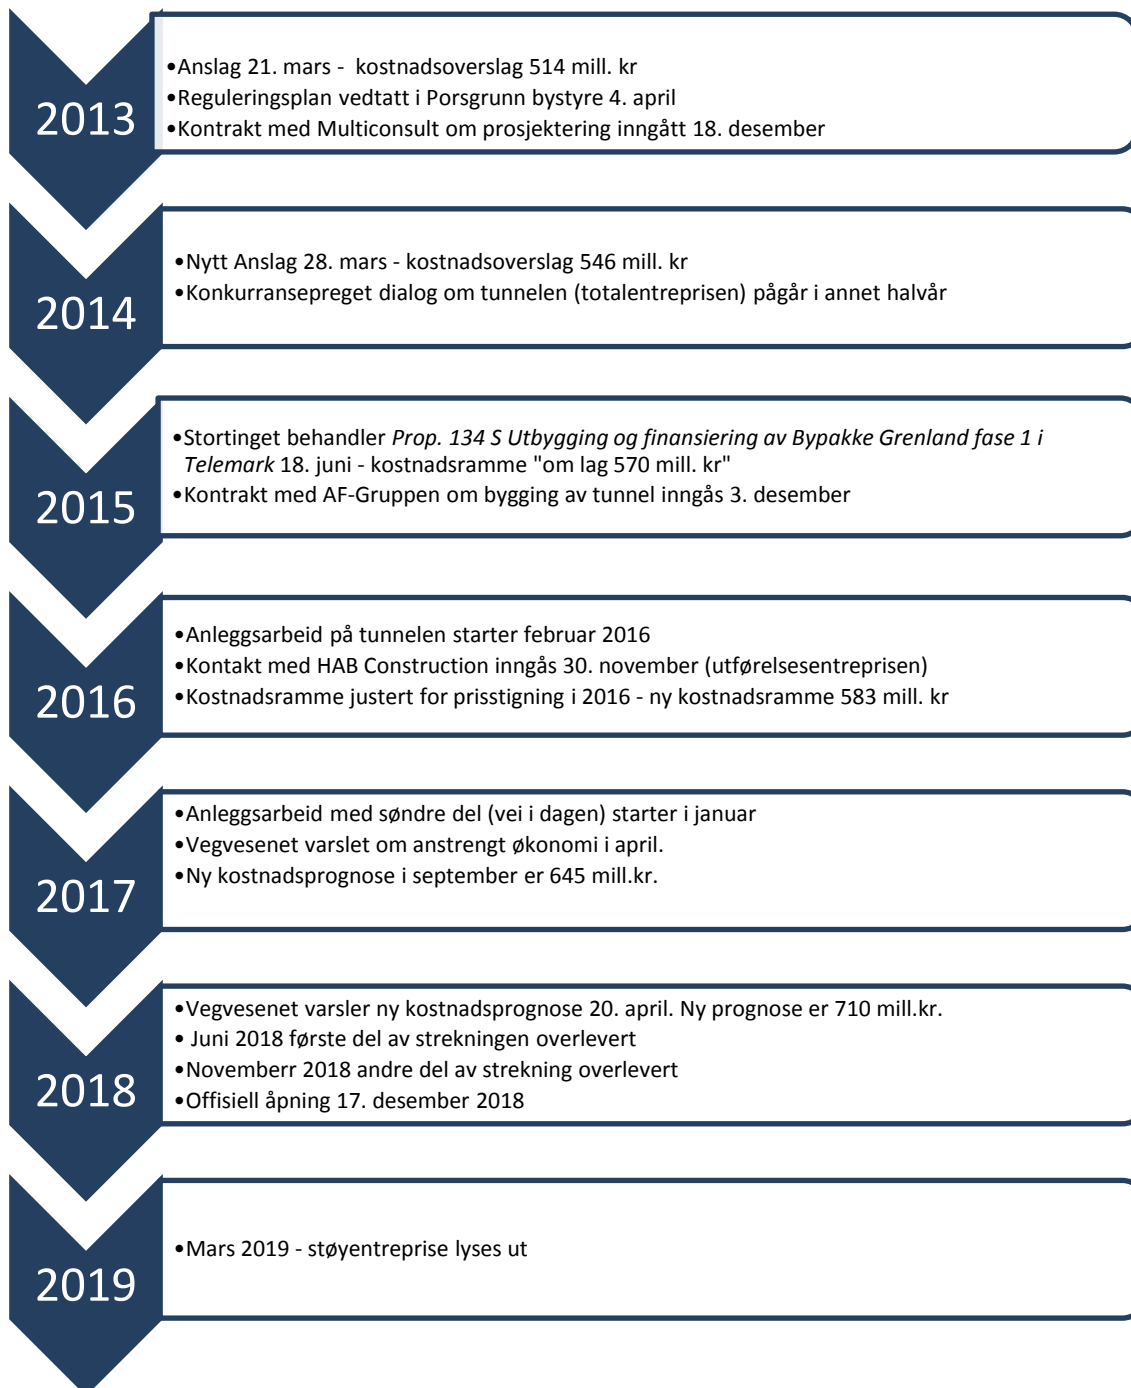 2013
•Anslag 21. mars -  kostnadsoverslag 514 mill. kr
•Reguleringsplan vedtatt i Porsgrunn bystyre 4. april
•Kontrakt med Multiconsult om prosjektering inngått 18. desember
2014
•Nytt Anslag 28. mars - kostnadsoverslag 546 mill. kr
•Konkurransepreget dialog om tunnelen (totalentreprisen) pågår i annet halvår
2015
•Stortinget behandler Prop. 134 S Utbygging og finansiering av Bypakke Grenland fase 1 i
Telemark 18. juni - kostnadsramme "om lag 570 mill. kr"
•Kontrakt med AF-Gruppen om bygging av tunnel inngås 3. desember
2016
•Anleggsarbeid på tunnelen starter februar 2016
•Kontakt med HAB Construction inngås 30. november (utførelsesentreprisen)
•Kostnadsramme justert for prisstigning i 2016 - ny kostnadsramme 583 mill. kr
2017
•Anleggsarbeid med søndre del (vei i dagen) starter i januar
•Vegvesenet varslet om anstrengt økonomi i april.
•Ny kostnadsprognose i september er 645 mill.kr.
2018
•Vegvesenet varsler ny kostnadsprognose 20. april. Ny prognose er 710 mill.kr.
• Juni 2018 første del av strekningen overlevert
•Novemberr 2018 andre del av strekning overlevert
•Offisiell åpning 17. desember 2018
2019
•Mars 2019 - støyentreprise lyses ut